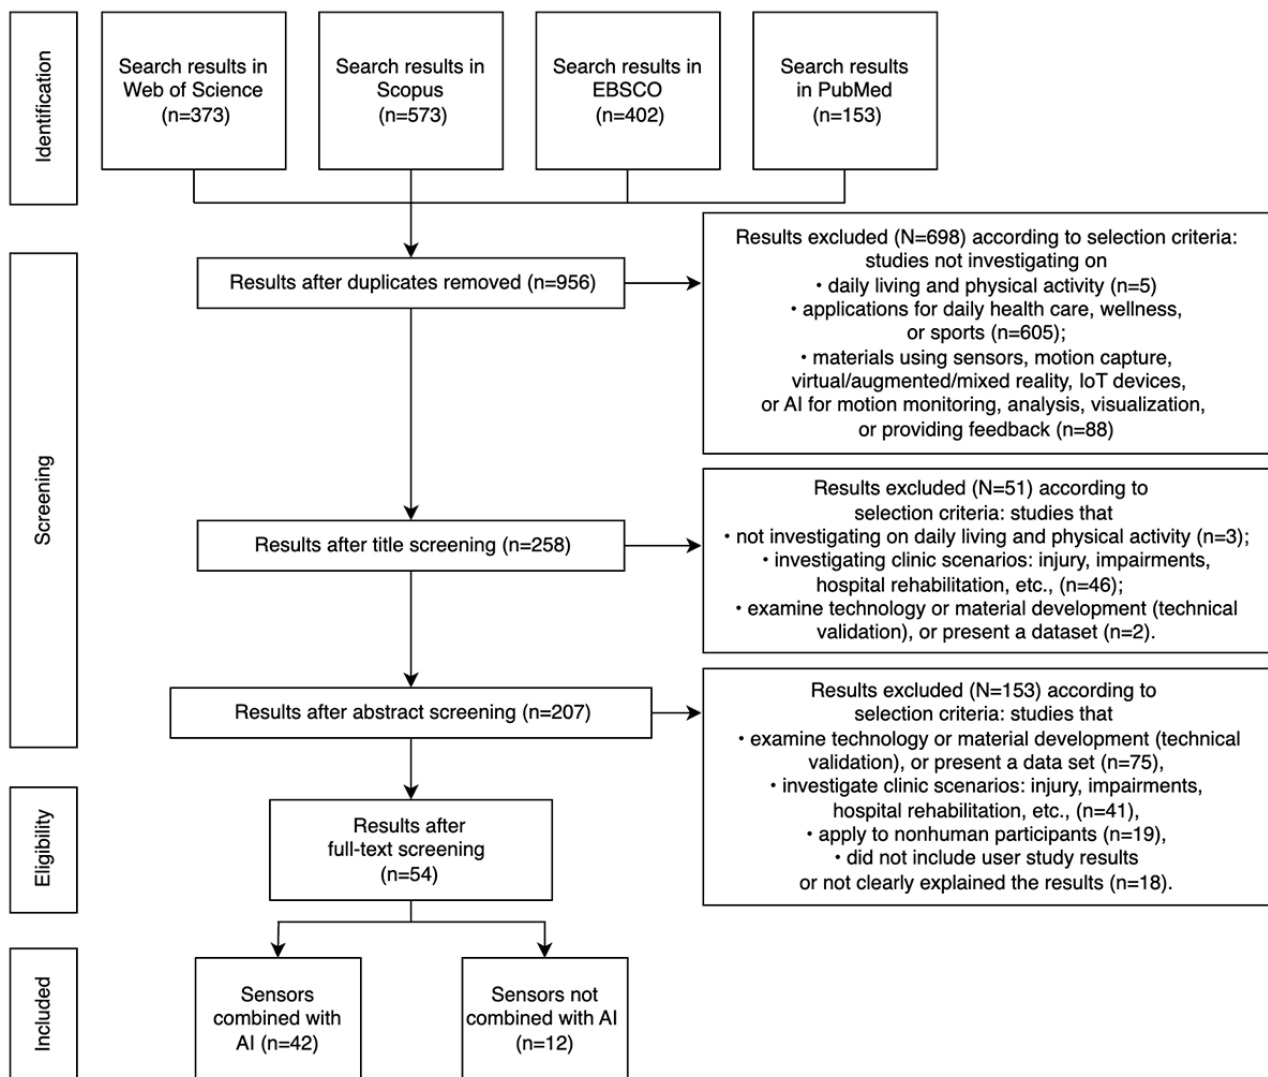 Identification
Search results in
Web of Science
(n=373)
Search results in
Scopus
(n=573)
Search results in
EBSCO
(n=402)
Search results
in PubMed
(n=153)
Screening
Results after duplicates removed (n=956)
Results excluded (N=698) according to selection criteria:
studies not investigating on
• daily living and physical activity (n=5)
• applications for daily health care, wellness,
or sports (n=605);
• materials using sensors, motion capture,
virtual/augmented/mixed reality, IoT devices,
or AI for motion monitoring, analysis, visualization,
or providing feedback (n=88)
Results after title screening (n=258)
Results excluded (N=51) according to
selection criteria: studies that
• not investigating on daily living and physical activity (n=3);
• investigating clinic scenarios: injury, impairments,
hospital rehabilitation, etc., (n=46);
• examine technology or material development (technical
validation), or present a dataset (n=2).
Results after abstract screening (n=207)
Results excluded (N=153) according to
selection criteria: studies that
• examine technology or material development (technical
validation), or present a data set (n=75),
• investigate clinic scenarios: injury, impairments,
hospital rehabilitation, etc., (n=41),
• apply to nonhuman participants (n=19),
• did not include user study results
or not clearly explained the results (n=18).
Eligibility
Results after
full-text screening
(n=54)
Included
Sensors
combined with
AI (n=42)
Sensors not
combined with AI
(n=12)